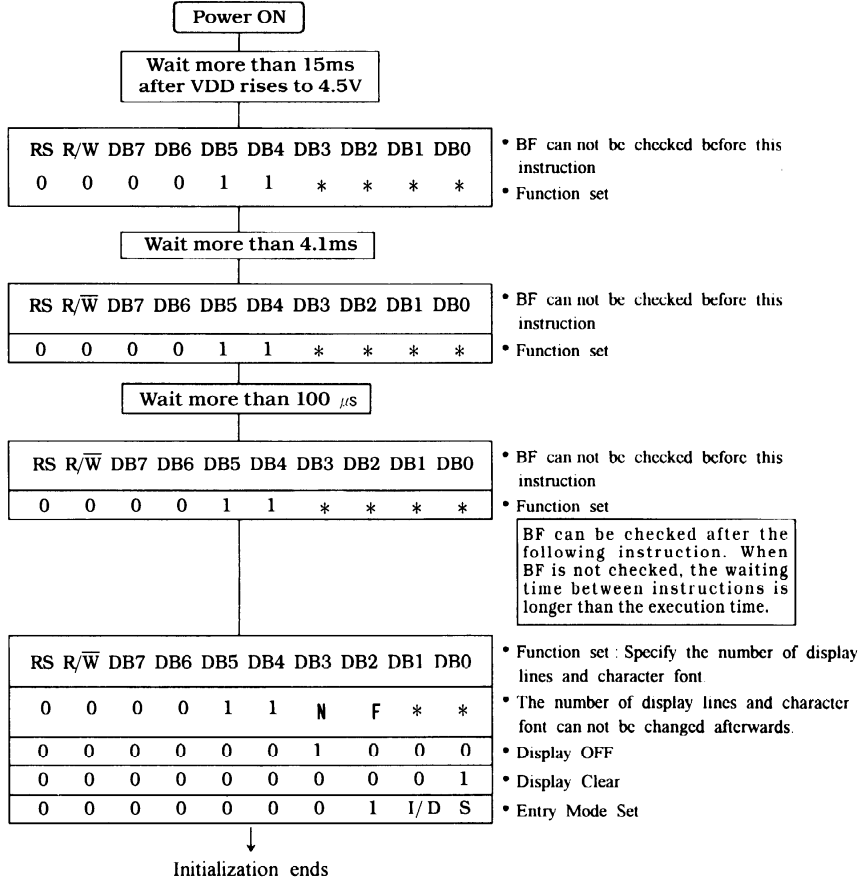 Power ON
Wait more than 15ms
after VDD rises to 4.5V
RS R/W DB7 DB6 DB5 DB4 DB3 DB2 DB1 DB0
0 0 0 0 1 1 * * * *
• BF can not be checked before this
instruction
• Function set
Wait more than 4.1ms
RS R/W̅ DB7 DB6 DB5 DB4 DB3 DB2 DB1 DB0
0 0 0 0 1 1 * * * *
• BF can not be checked before this
instruction
• Function set
Wait more than 100 μs
RS R/W̅ DB7 DB6 DB5 DB4 DB3 DB2 DB1 DB0
0 0 0 0 1 1 * * * *
• BF can not be checked before this
instruction
• Function set
BF can be checked after the
following instruction. When
BF is not checked, the waiting
time between instructions is
longer than the execution time.
RS R/W̅ DB7 DB6 DB5 DB4 DB3 DB2 DB1 DB0
0 0 0 0 1 1 N F * *
0 0 0 0 0 0 1 0 0 0
0 0 0 0 0 0 0 0 0 1
0 0 0 0 0 0 0 1 I/D S
• Function set : Specify the number of display
lines and character font.
• The number of display lines and character
font can not be changed afterwards.
• Display OFF
• Display Clear
• Entry Mode Set
Initialization ends